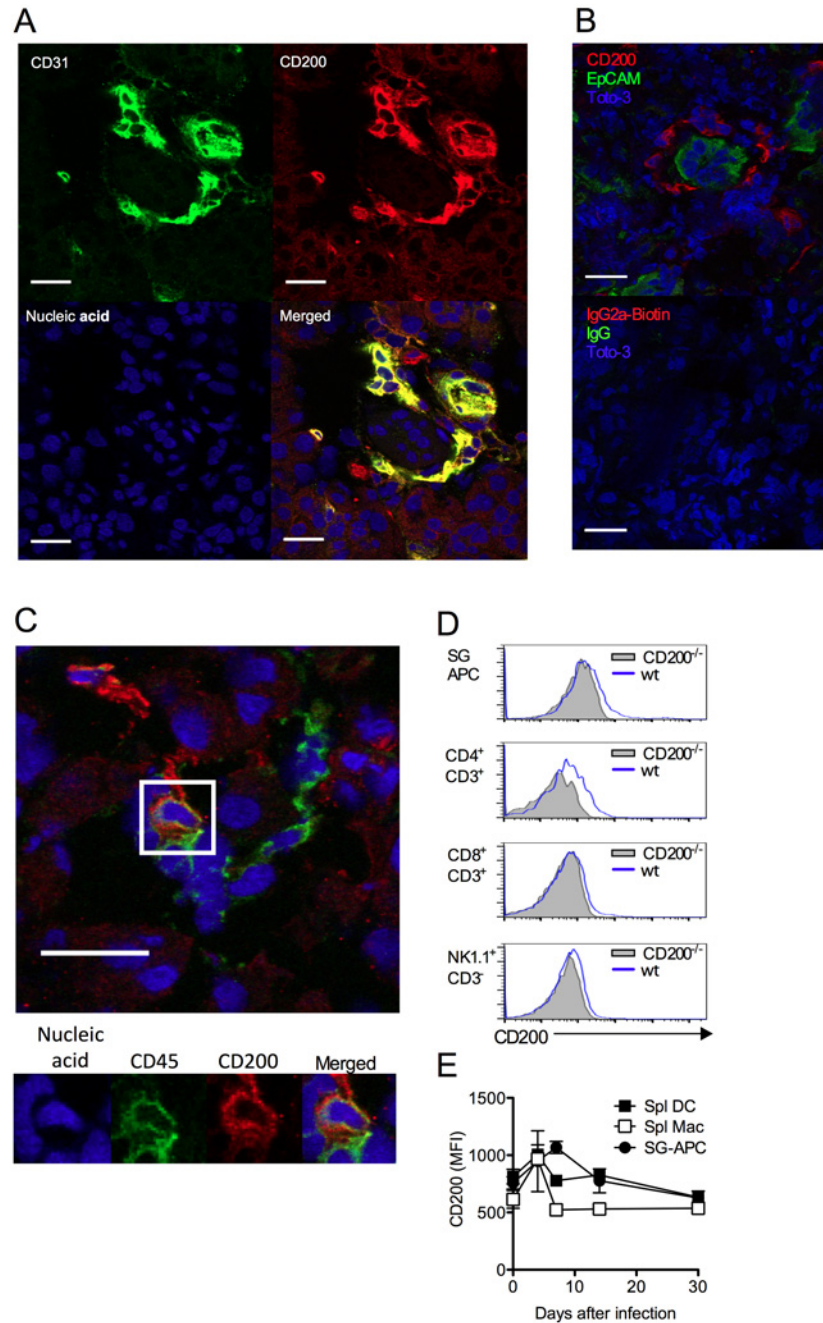 A
CD31
CD200
Nucleic acid
Merged
B
CD200
EpCAM
Toto-3
IgG2a-Biotin
IgG
Toto-3
C
Nucleic
acid
CD45
CD200
Merged
D
SG
APC
CD200-/-
wt
CD4+
CD3+
CD200-/-
wt
CD8+
CD3+
CD200-/-
wt
NK1.1+
CD3-
CD200-/-
wt
CD200
E
CD200 (MFI)
1500
1000
500
0
Spl DC
Spl Mac
SG-APC
0 10 20 30
Days after infection